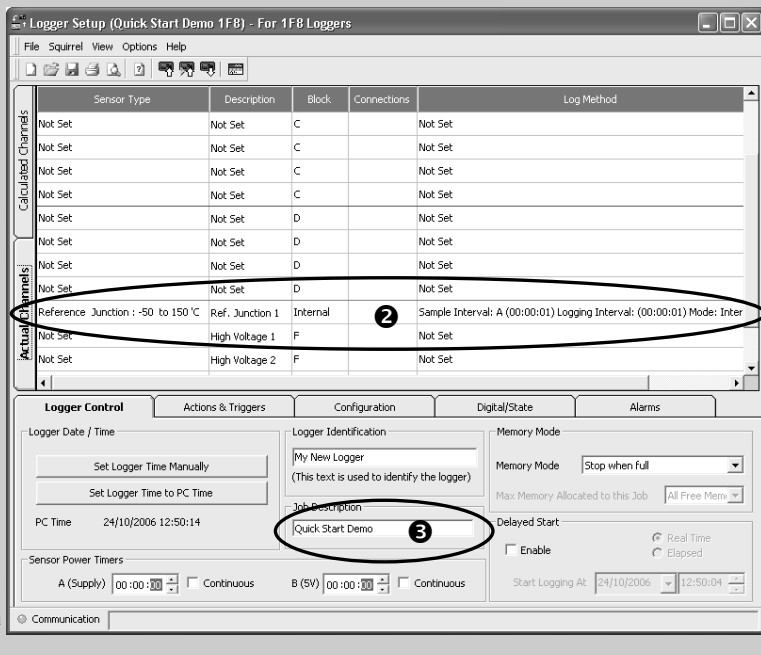 Logger Setup (Quick Start Demo 1F8) - For 1F8 Loggers
File Squirrel View Options Help
Sensor Type Description Block Connections Log Method
Not Set Not Set C Not Set
Not Set Not Set C Not Set
Not Set Not Set C Not Set
Not Set Not Set C Not Set
Not Set Not Set D Not Set
Not Set Not Set D Not Set
Not Set Not Set D Not Set
Not Set Not Set D Not Set
Reference Junction : -50 to 150 'C Ref. Junction 1 Internal ❷ Sample Interval: A (00:00:01) Logging Interval: (00:00:01) Mode: Inter
Not Set High Voltage 1 F Not Set
Not Set High Voltage 2 F Not Set
Calculated Channels
Actual Channels
Logger Control Actions & Triggers Configuration Digital/State Alarms
Logger Date / Time
Set Logger Time Manually
Set Logger Time to PC Time
PC Time 24/10/2006 12:50:14
Logger Identification
My New Logger
(This text is used to identify the logger)
Job Description
Quick Start Demo ❸
Memory Mode
Memory Mode Stop when full
Max Memory Allocated to this Job All Free Mem
Delayed Start
Enable
Real Time
Elapsed
Start Logging At 24/10/2006 12:50:04
Sensor Power Timers
A (Supply) 00:00:00 Continuous B (5V) 00:00:00 Continuous
Communication